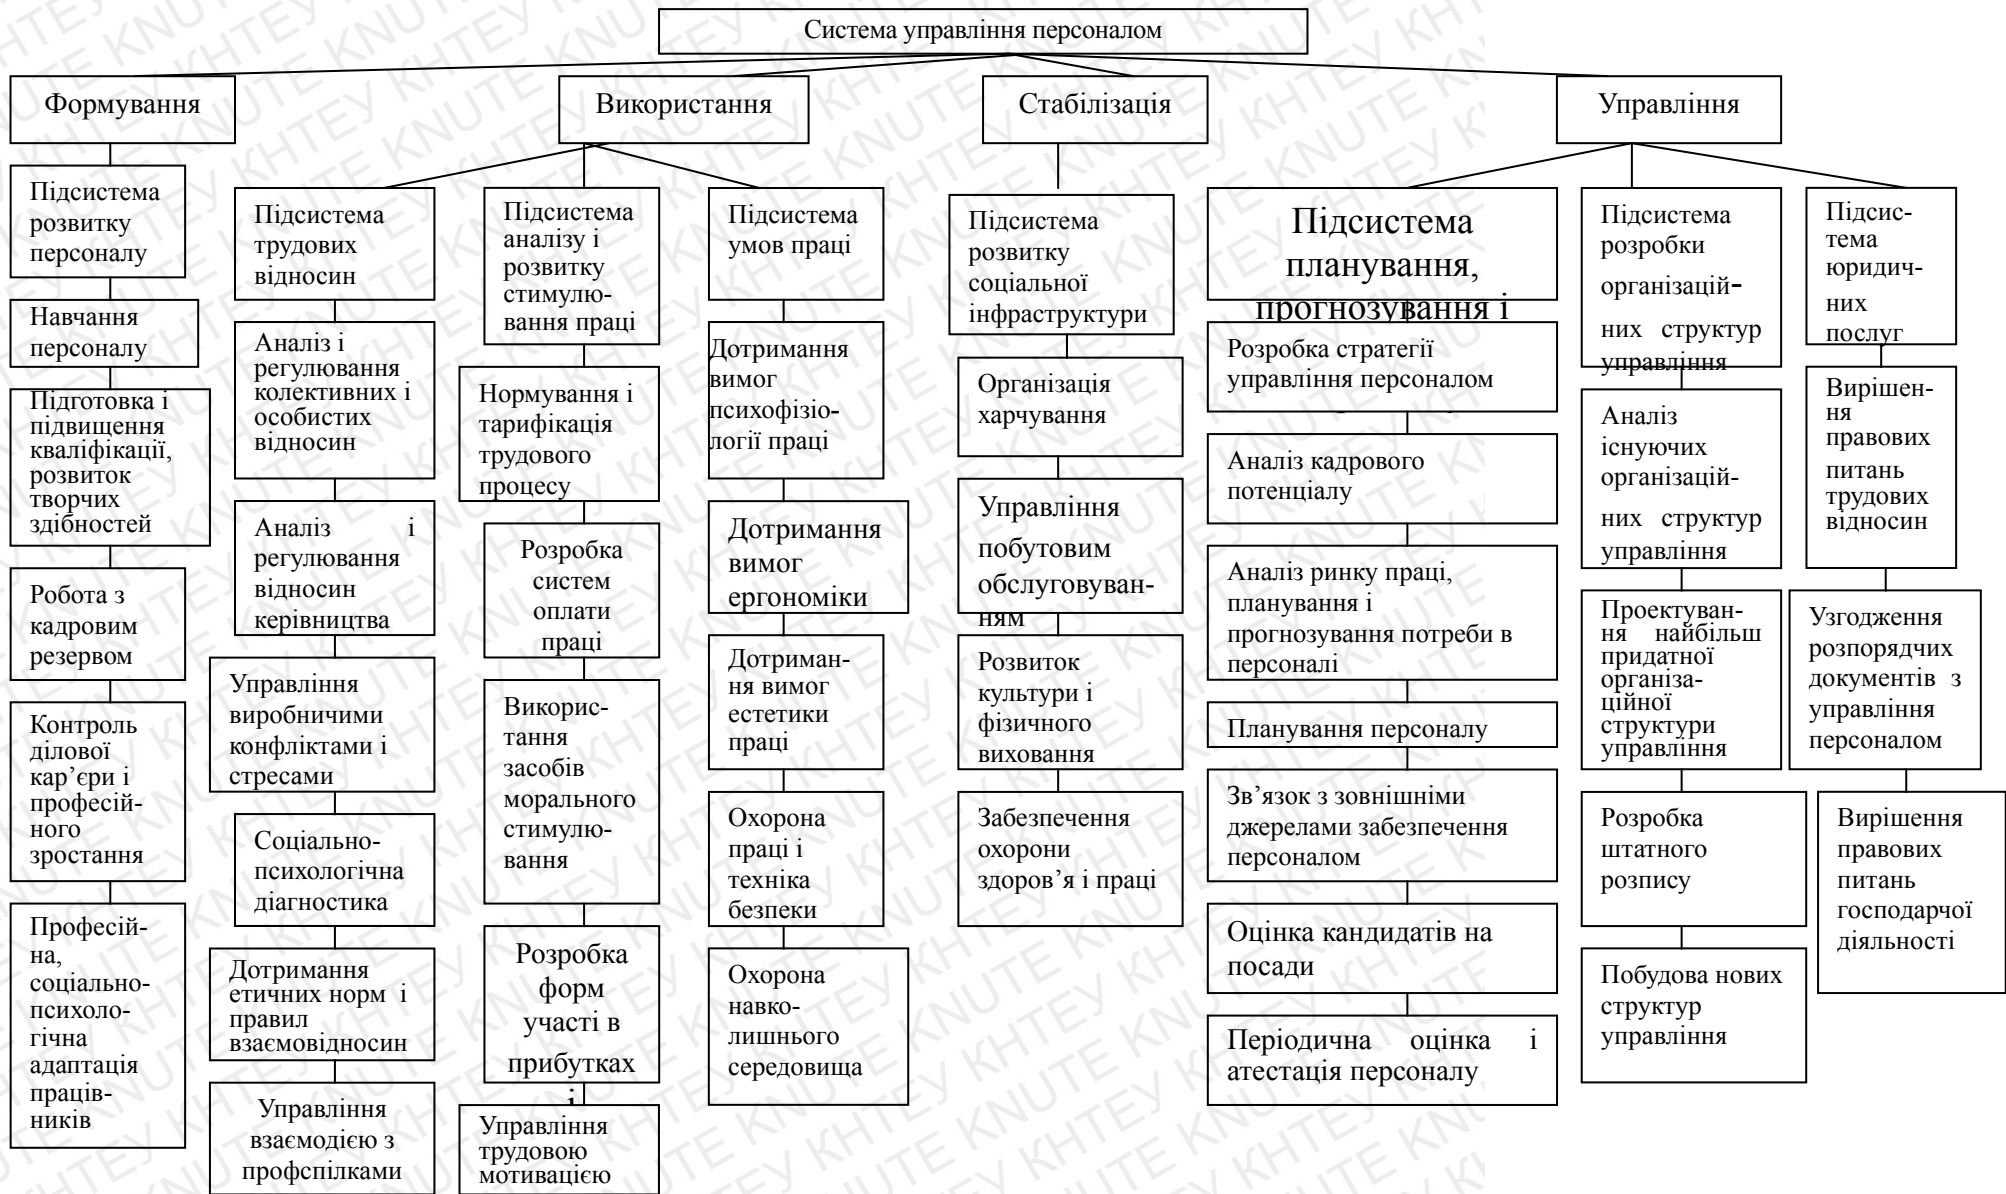 Система управління персоналом
Формування
Використання
Стабілізація
Управління
Підсистема
розвитку
персоналу
Навчання
персоналу
Підготовка і
підвищення
кваліфікації,
розвиток
творчих
здібностей
Робота з
кадровим
резервом
Контроль
ділової
кар’єри і
професій-
ного
зростання
Професій-
на,
соціально-
психоло-
гічна
адаптація
праців-
ників
Підсистема
трудових
відносин
Аналіз і
регулювання
колективних і
особистих
відносин
Аналіз і
регулювання
відносин
керівництва
Управління
виробничими
конфліктами і
стресами
Соціально-
психологічна
діагностика
Дотримання
етичних норм і
правил
взаємовідносин
Управління
взаємодією з
профспілками
Підсистема
аналізу і
розвитку
стимулю-
вання праці
Нормування і
тарифікація
трудового
процесу
Розробка
систем
оплати
праці
Викорис-
тання
засобів
морального
стимулю-
вання
Розробка
форм
участі в
прибутках
і
Управління
трудовою
мотивацією
Підсистема
умов праці
Дотримання
вимог
психофізіо-
логії праці
Дотримання
вимог
ергономіки
Дотриман-
ня вимог
естетики
праці
Охорона
праці і
техніка
безпеки
Охорона
навко-
лишнього
середовища
Підсистема
розвитку
соціальної
інфраструктури
Організація
харчування
Управління
побутовим
обслуговуван-
ням
Розвиток
культури і
фізичного
виховання
Забезпечення
охорони
здоров’я і праці
Підсистема
планування,
прогнозування і
Розробка стратегії
управління персоналом
Аналіз кадрового
потенціалу
Аналіз ринку праці,
планування і
прогнозування потреби в
персоналі
Планування персоналу
Зв’язок з зовнішніми
джерелами забезпечення
персоналом
Оцінка кандидатів на
посади
Періодична оцінка і
атестація персоналу
Підсистема
розробки
організацій-
них структур
управління
Аналіз
існуючих
організацій-
них структур
управління
Проектуван-
ня найбільш
придатної
організа-
ційної
структури
управління
Розробка
штатного
розпису
Побудова нових
структур
управління
Підсис-
тема
юридич-
них
послуг
Вирішен-
ня
правових
питань
трудових
відносин
Узгодження
розпорядчих
документів з
управління
персоналом
Вирішення
правових
питань
господарчої
діяльності